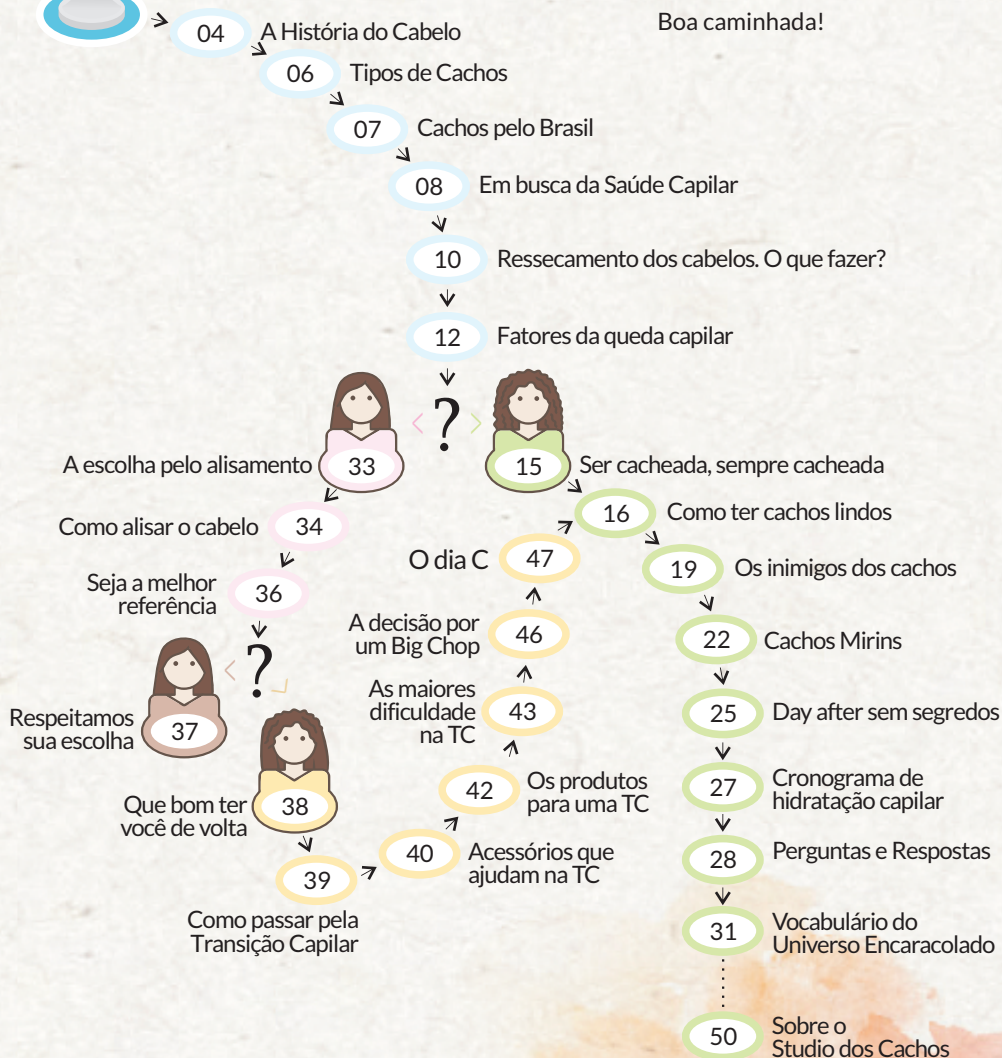 Boa caminhada!
04 A História do Cabelo
06 Tipos de Cachos
07 Cachos pelo Brasil
08 Em busca da Saúde Capilar
10 Ressecamento dos cabelos. O que fazer?
12 Fatores da queda capilar
< ? >
A escolha pelo alisamento 33
Como alisar o cabelo 34
Seja a melhor
referência 36
< ?
Respeitamos
sua escolha 37
Que bom ter
você de volta 38
39
Como passar pela
Transição Capilar
40 Acessórios que
ajudam na TC
42 Os produtos
para uma TC
As maiores
dificuldade
na TC 43
A decisão por
um Big Chop 46
O dia C 47
15 Ser cacheada, sempre cacheada
16 Como ter cachos lindos
19 Os inimigos dos cachos
22 Cachos Mirins
25 Day after sem segredos
27 Cronograma de
hidratação capilar
28 Perguntas e Respostas
31 Vocabulário do
Universo Encaracolado
50 Sobre o
Studio dos Cachos